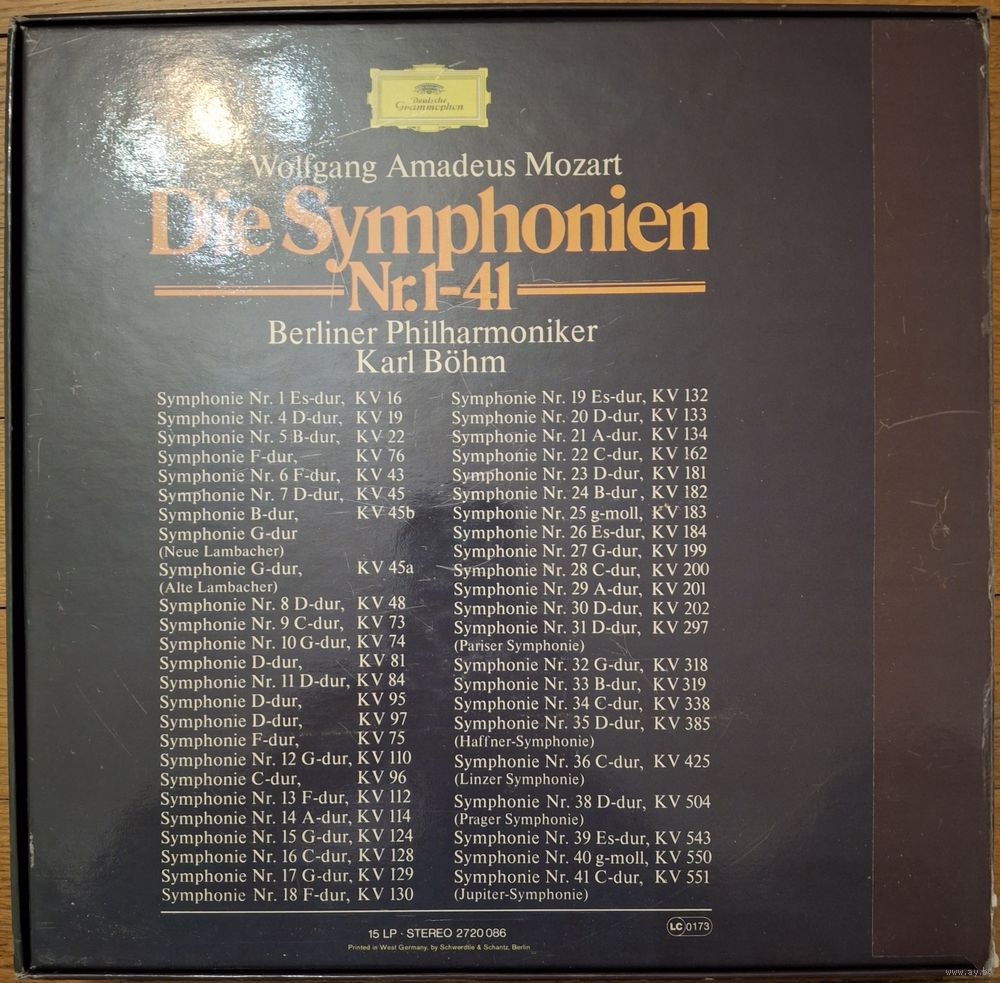 Deutsche
Grammophon
Wolfgang Amadeus Mozart
Die Symphonien
Nr.1-41
Berliner Philharmoniker
Karl Böhm
Symphonie Nr. 1 Es-dur, KV 16
Symphonie Nr. 4 D-dur, KV 19
Symphonie Nr. 5 B-dur, KV 22
Symphonie F-dur, KV 76
Symphonie Nr. 6 F-dur, KV 43
Symphonie Nr. 7 D-dur, KV 45
Symphonie B-dur, KV 45b
Symphonie G-dur
(Neue Lambacher)
Symphonie G-dur, KV 45a
(Alte Lambacher)
Symphonie Nr. 8 D-dur, KV 48
Symphonie Nr. 9 C-dur, KV 73
Symphonie Nr. 10 G-dur, KV 74
Symphonie D-dur, KV 81
Symphonie Nr. 11 D-dur, KV 84
Symphonie D-dur, KV 95
Symphonie D-dur, KV 97
Symphonie F-dur, KV 75
Symphonie Nr. 12 G-dur, KV 110
Symphonie C-dur, KV 96
Symphonie Nr. 13 F-dur, KV 112
Symphonie Nr. 14 A-dur, KV 114
Symphonie Nr. 15 G-dur, KV 124
Symphonie Nr. 16 C-dur, KV 128
Symphonie Nr. 17 G-dur, KV 129
Symphonie Nr. 18 F-dur, KV 130
Symphonie Nr. 19 Es-dur, KV 132
Symphonie Nr. 20 D-dur, KV 133
Symphonie Nr. 21 A-dur. KV 134
Symphonie Nr. 22 C-dur, KV 162
Symphonie Nr. 23 D-dur, KV 181
Symphonie Nr. 24 B-dur, KV 182
Symphonie Nr. 25 g-moll, KV 183
Symphonie Nr. 26 Es-dur, KV 184
Symphonie Nr. 27 G-dur, KV 199
Symphonie Nr. 28 C-dur, KV 200
Symphonie Nr. 29 A-dur, KV 201
Symphonie Nr. 30 D-dur, KV 202
Symphonie Nr. 31 D-dur, KV 297
(Pariser Symphonie)
Symphonie Nr. 32 G-dur, KV 318
Symphonie Nr. 33 B-dur, KV 319
Symphonie Nr. 34 C-dur, KV 338
Symphonie Nr. 35 D-dur, KV 385
(Haffner-Symphonie)
Symphonie Nr. 36 C-dur, KV 425
(Linzer Symphonie)
Symphonie Nr. 38 D-dur, KV 504
(Prager Symphonie)
Symphonie Nr. 39 Es-dur, KV 543
Symphonie Nr. 40 g-moll, KV 550
Symphonie Nr. 41 C-dur, KV 551
(Jupiter-Symphonie)
15 LP · STEREO 2720 086
LC 0173
Printed in West Germany, by Schwerdtle & Schantz, Berlin